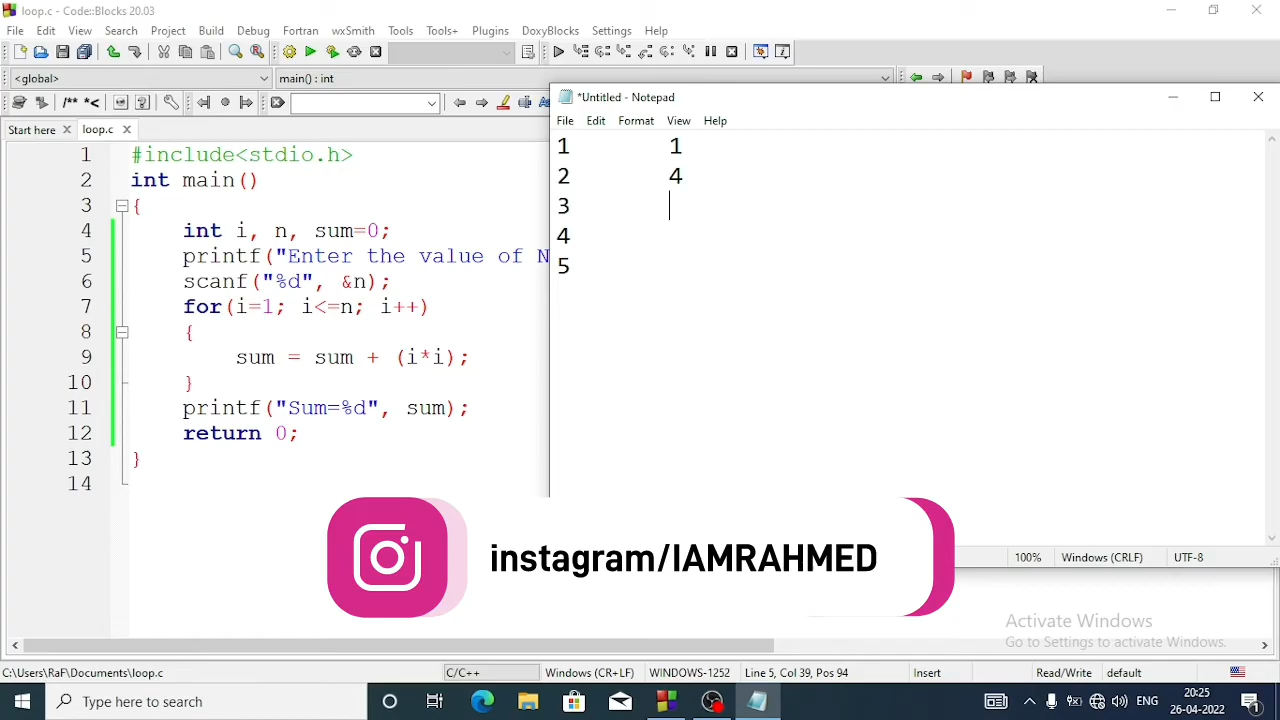 loop.c - Code::Blocks 20.03
File Edit View Search Project Build Debug Fortran wxSmith Tools Tools+ Plugins DoxyBlocks Settings Help
<global> main() : int
/** *<
Start here loop.c
1 #include<stdio.h>
2 int main()
3 {
4 int i, n, sum=0;
5 printf("Enter the value of N
6 scanf("%d", &n);
7 for(i=1; i<=n; i++)
8 {
9 sum = sum + (i*i);
10 }
11 printf("Sum=%d", sum);
12 return 0;
13 }
14
*Untitled - Notepad
File Edit Format View Help
1 1
2 4
3
4
5
100% Windows (CRLF) UTF-8
instagram/IAMRAHMED
Activate Windows
Go to Settings to activate Windows.
C:\Users\RaF\Documents\loop.c C/C++ Windows (CR+LF) WINDOWS-1252 Line 5, Col 39, Pos 94 Insert Read/Write default
Type here to search
ENG
20:25
26-04-2022
1